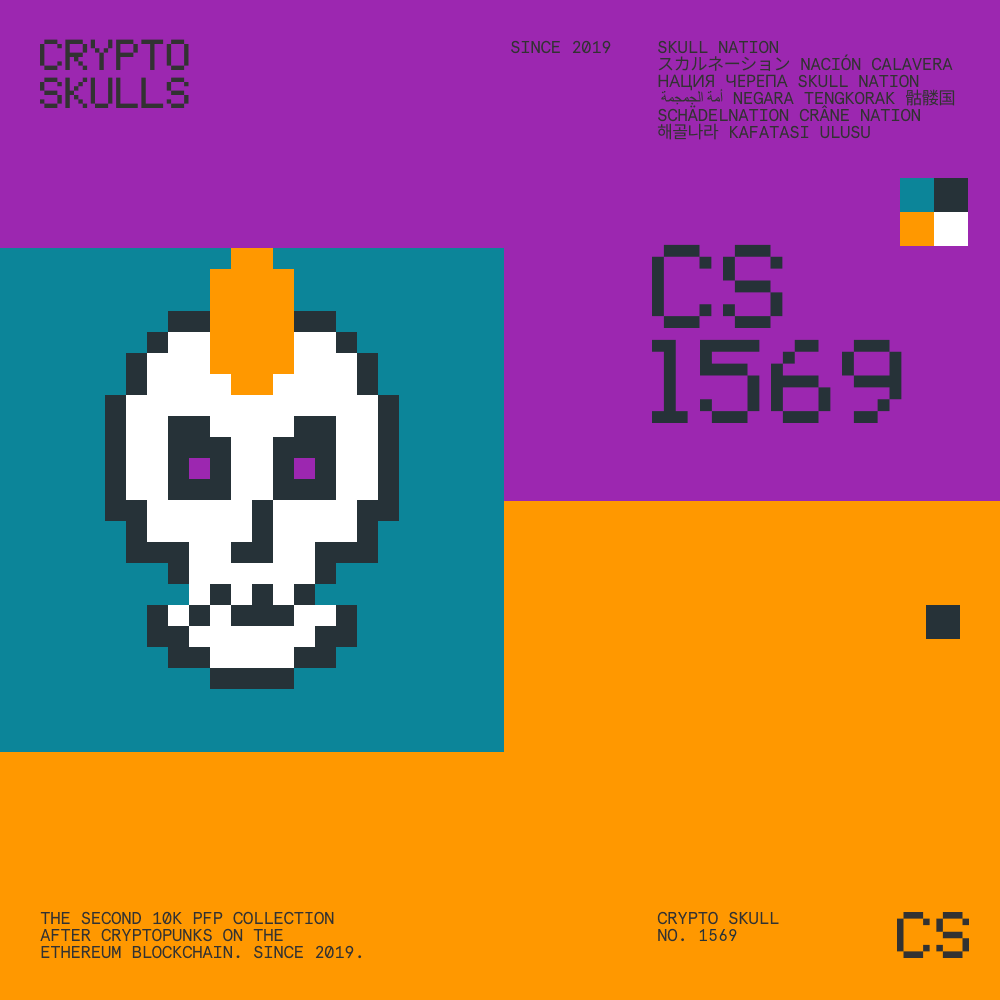 CRYPTO
SKULLS
SINCE 2019
SKULL NATION
スカルネーション NACIÓN CALAVERA
НАЦИЯ ЧЕРЕПА SKULL NATION
أمة الجمجمة NEGARA TENGKORAK 骷髅国
SCHÄDELNATION CRÂNE NATION
해골나라 KAFATASI ULUSU
CS
1569
THE SECOND 10K PFP COLLECTION
AFTER CRYPTOPUNKS ON THE
ETHEREUM BLOCKCHAIN. SINCE 2019.
CRYPTO SKULL
NO. 1569
CS